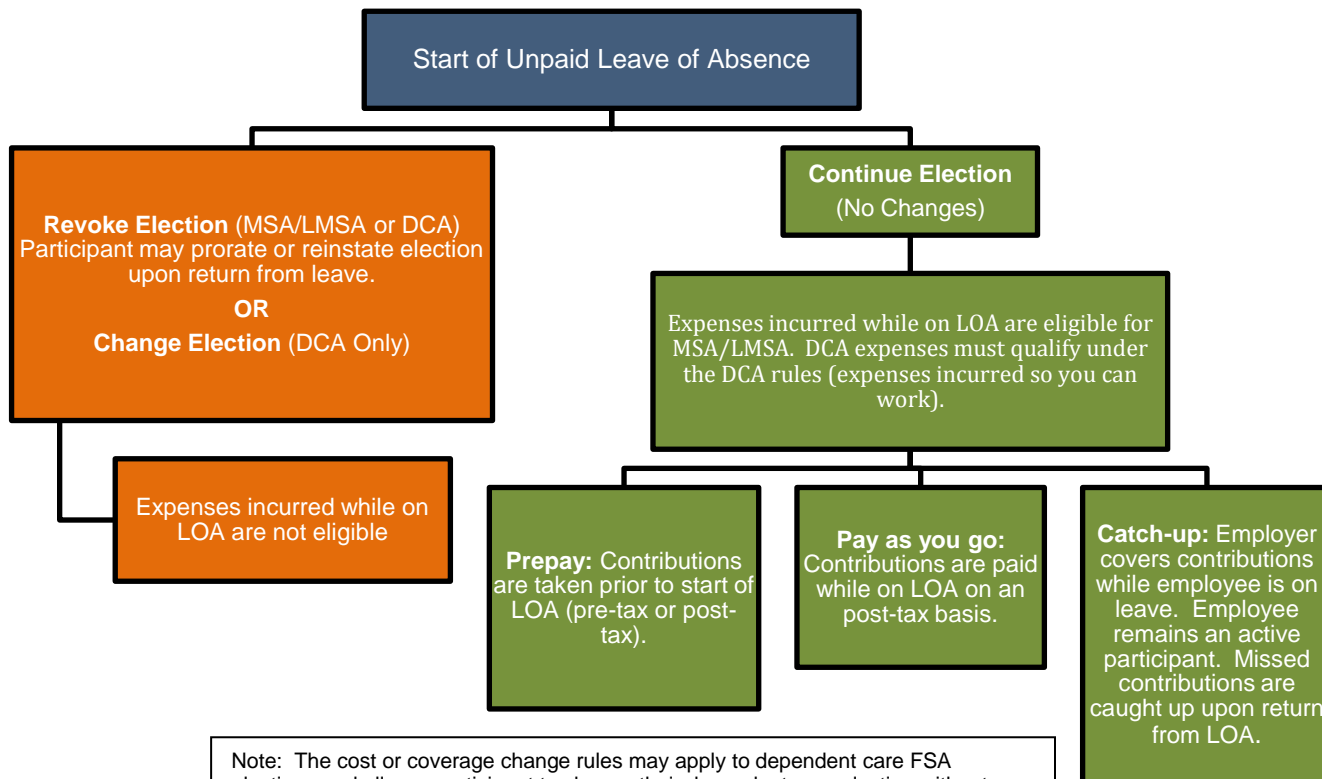 Start of Unpaid Leave of Absence
Revoke Election (MSA/LMSA or DCA)
Participant may prorate or reinstate election
upon return from leave.
OR
Change Election (DCA Only)
Expenses incurred while on
LOA are not eligible
Continue Election
(No Changes)
Expenses incurred while on LOA are eligible for
MSA/LMSA.  DCA expenses must qualify under
the DCA rules (expenses incurred so you can
work).
Prepay: Contributions
are taken prior to start of
LOA (pre-tax or post-
tax).
Pay as you go:
Contributions are paid
while on LOA on an
post-tax basis.
Catch-up: Employer
covers contributions
while employee is on
leave.  Employee
remains an active
participant.  Missed
contributions are
caught up upon return
from LOA.
Note:  The cost or coverage change rules may apply to dependent care FSA